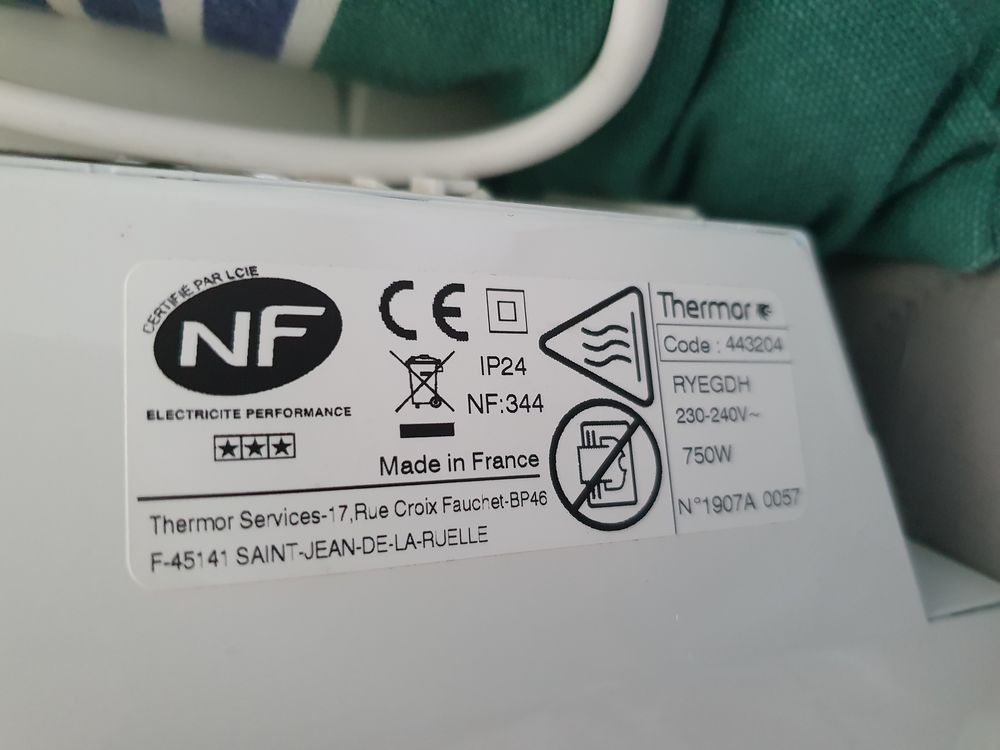 CERTIFIÉ PAR LCIE
NF
ELECTRICITE PERFORMANCE
CE
IP24
NF:344
Made in France
Thermor Services-17,Rue Croix Fauchet-BP46
F-45141 SAINT-JEAN-DE-LA-RUELLE
Thermor
Code : 443204
RYEGDH
230-240V~
750W
N°1907A 0057